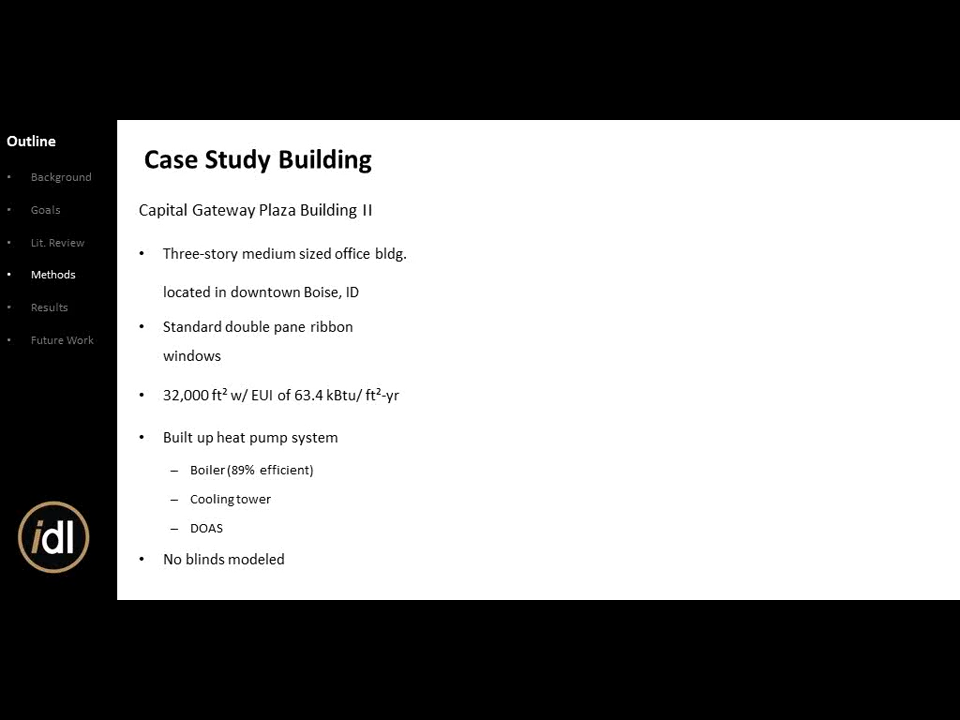 Outline
• Background
• Goals
• Lit. Review
• Methods
• Results
• Future Work
idl
Case Study Building
Capital Gateway Plaza Building II
• Three-story medium sized office bldg.
located in downtown Boise, ID
• Standard double pane ribbon
windows
• 32,000 ft² w/ EUI of 63.4 kBtu/ ft²-yr
• Built up heat pump system
– Boiler (89% efficient)
– Cooling tower
– DOAS
• No blinds modeled